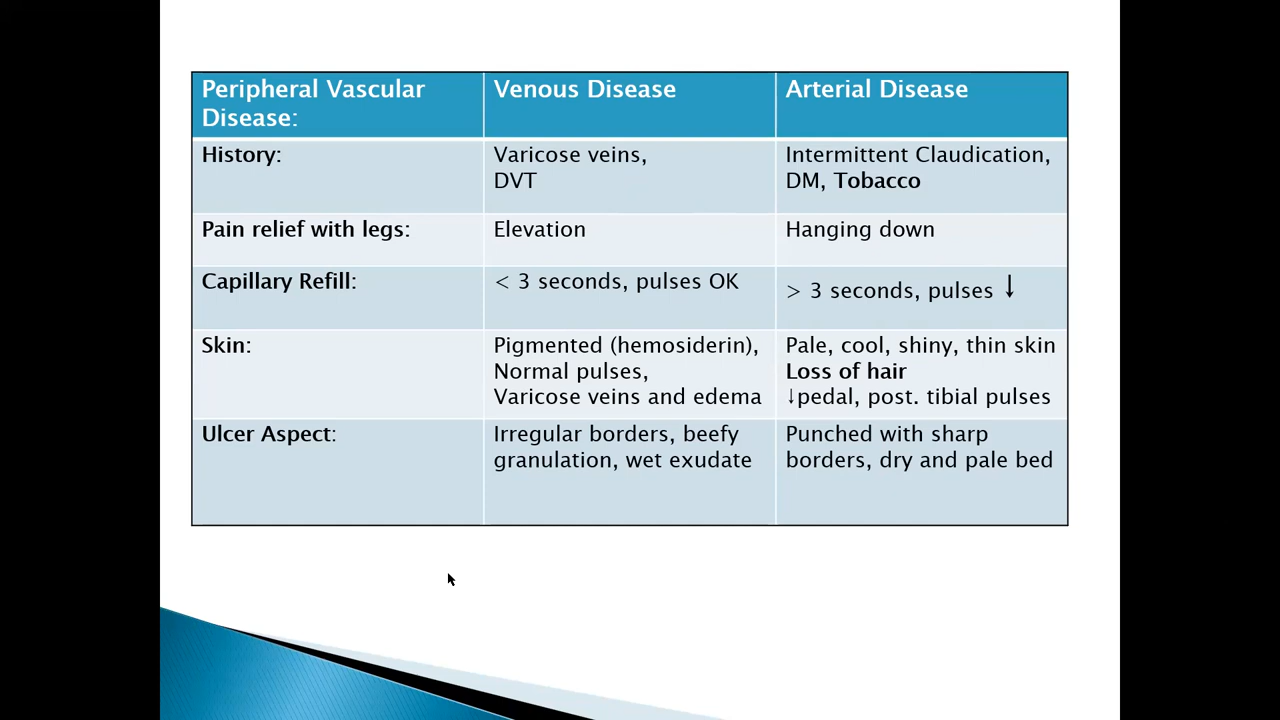 Peripheral Vascular Disease:
Venous Disease
Arterial Disease
History:
Varicose veins,
DVT
Intermittent Claudication,
DM, Tobacco
Pain relief with legs:
Elevation
Hanging down
Capillary Refill:
< 3 seconds, pulses OK
> 3 seconds, pulses ↓
Skin:
Pigmented (hemosiderin),
Normal pulses,
Varicose veins and edema
Pale, cool, shiny, thin skin
Loss of hair
↓pedal, post. tibial pulses
Ulcer Aspect:
Irregular borders, beefy
granulation, wet exudate
Punched with sharp
borders, dry and pale bed